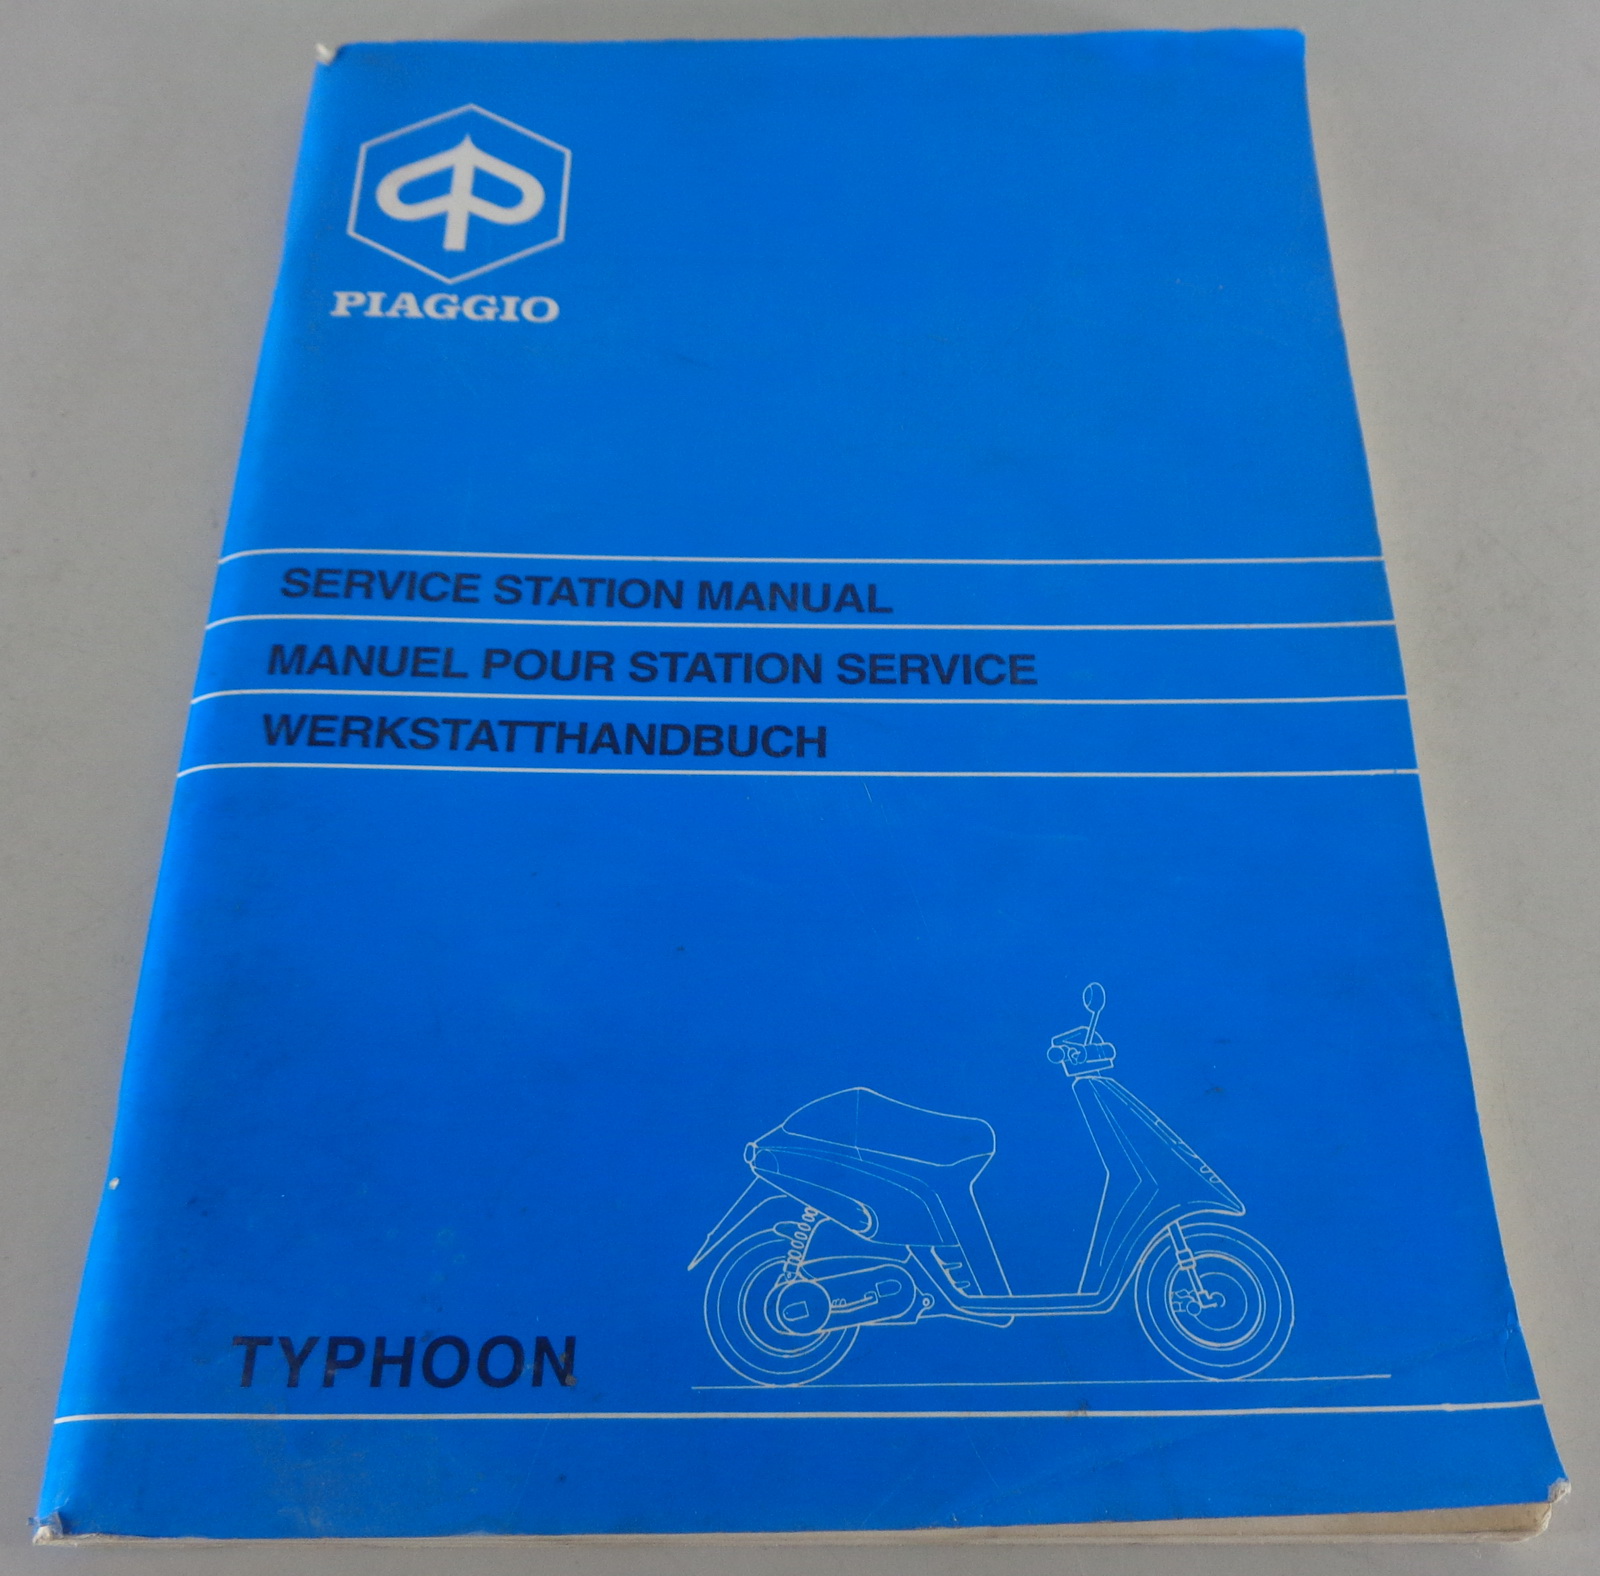 PIAGGIO
SERVICE STATION MANUAL
MANUEL POUR STATION SERVICE
WERKSTATTHANDBUCH
TYPHOON